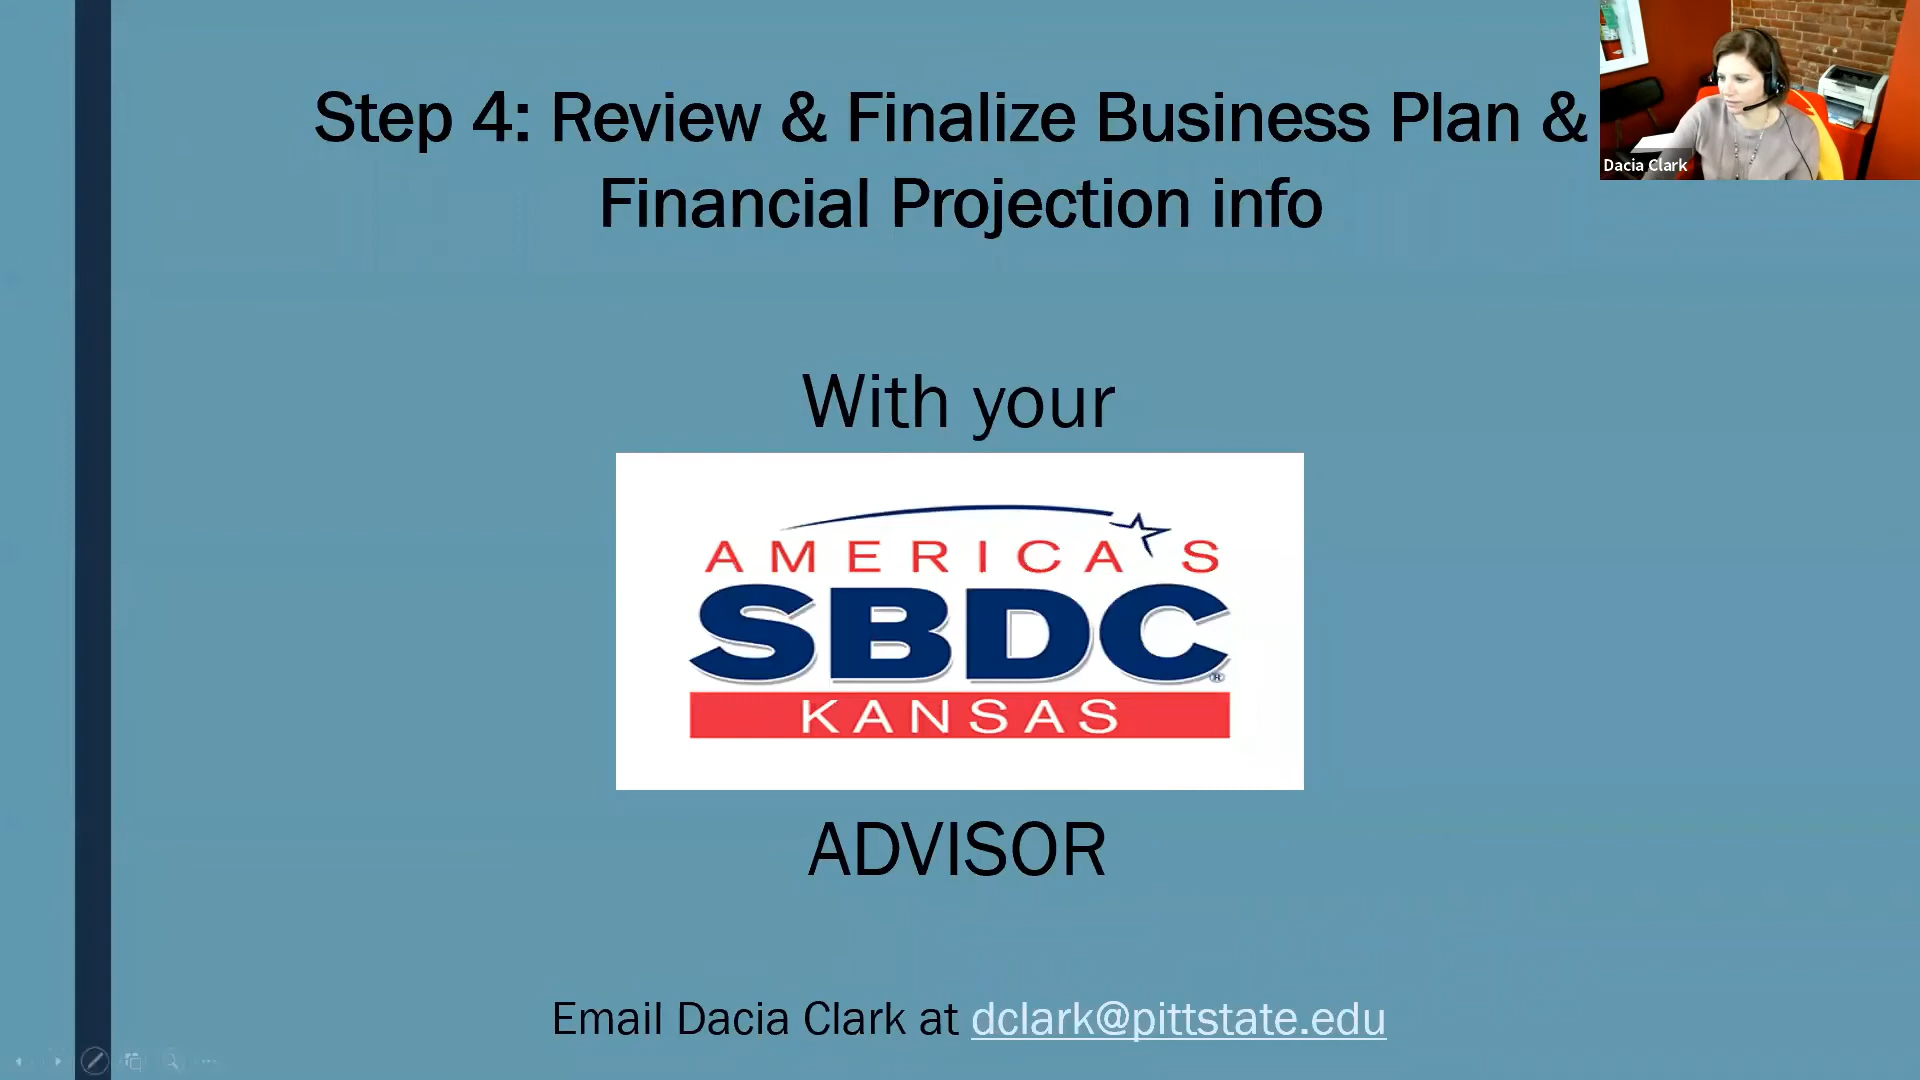 Step 4: Review & Finalize Business Plan &
Financial Projection info
Dacia Clark
With your
AMERICA'S
SBDC
®
KANSAS
ADVISOR
Email Dacia Clark at dclark@pittstate.edu